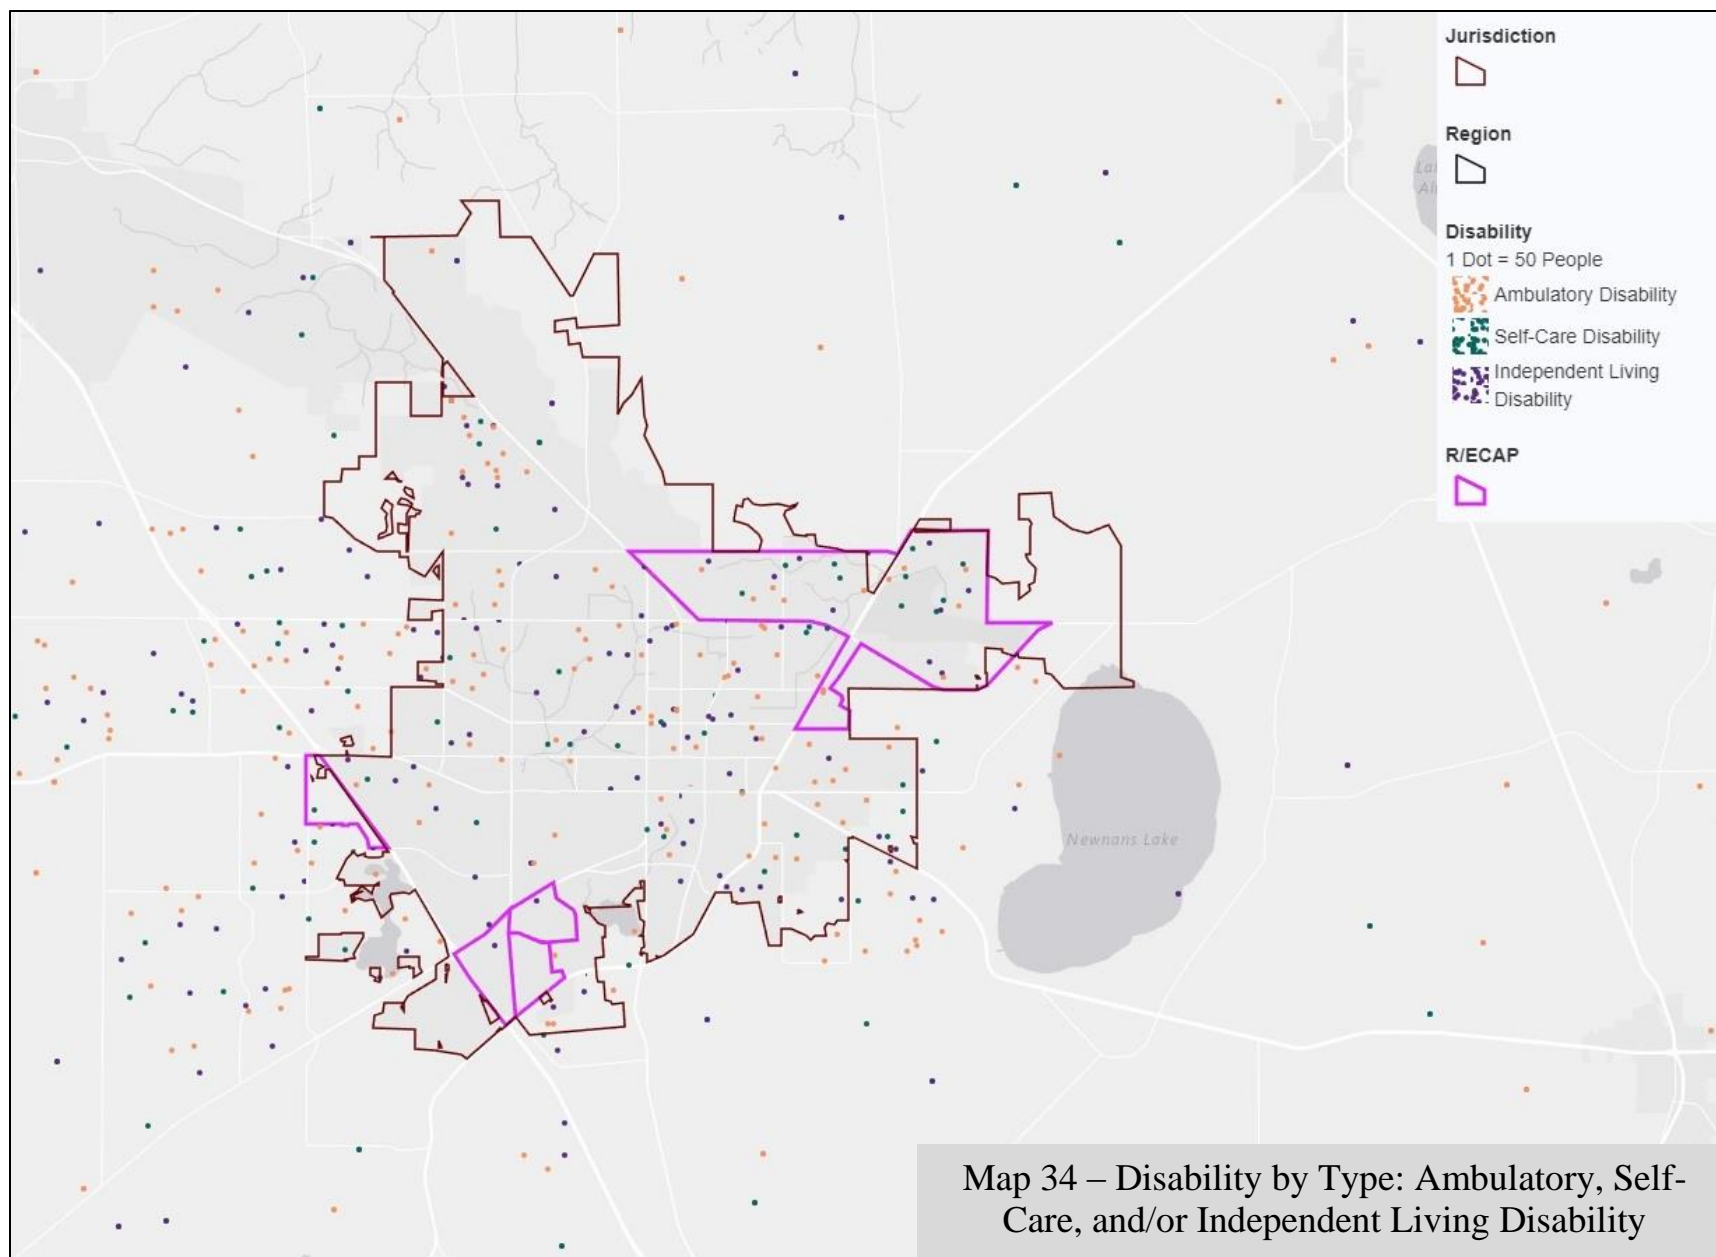 Jurisdiction
Region
Disability
1 Dot = 50 People
Ambulatory Disability
Self-Care Disability
Independent Living
Disability
R/ECAP
Newnans Lake
Map 34 – Disability by Type: Ambulatory, Self-
Care, and/or Independent Living Disability